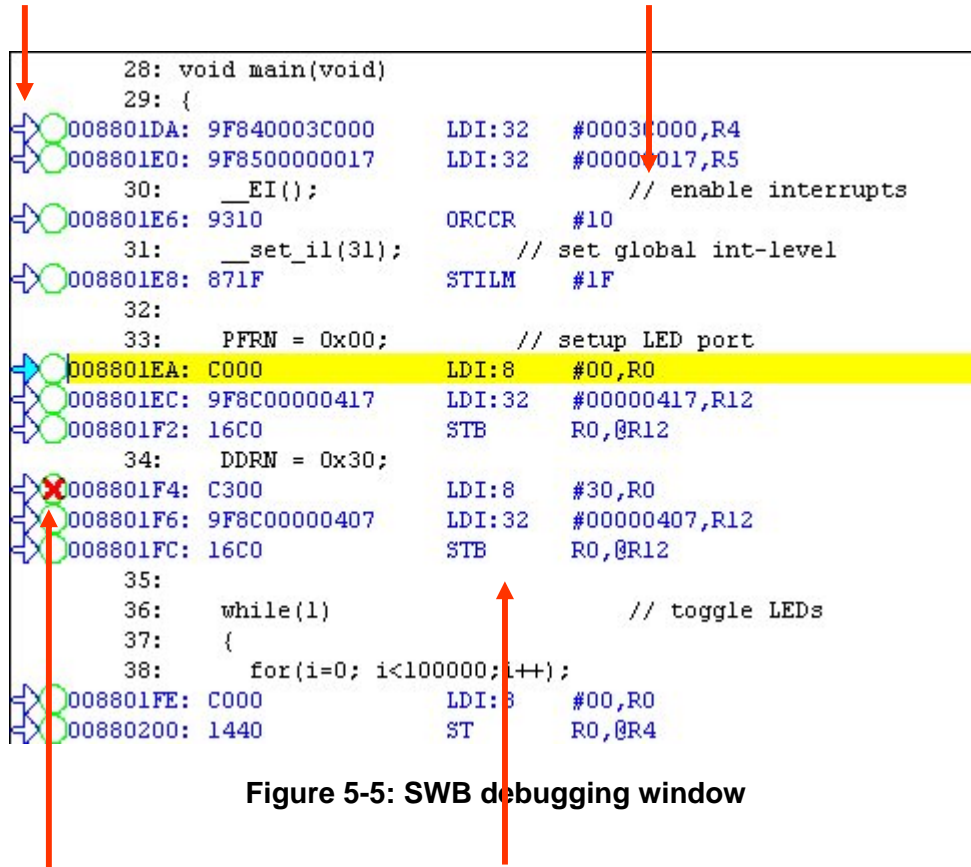 28: void main(void)
29: {
008801DA: 9F840003C000 LDI:32 #0003C000,R4
008801E0: 9F8500000017 LDI:32 #00000017,R5
30: __EI(); // enable interrupts
008801E6: 9310 ORCCR #10
31: __set_il(31); // set global int-level
008801E8: 871F STILM #1F
32:
33: PFRN = 0x00; // setup LED port
008801EA: C000 LDI:8 #00,R0
008801EC: 9F8C00000417 LDI:32 #00000417,R12
008801F2: 16C0 STB R0,@R12
34: DDRN = 0x30;
008801F4: C300 LDI:8 #30,R0
008801F6: 9F8C00000407 LDI:32 #00000407,R12
008801FC: 16C0 STB R0,@R12
35:
36: while(1) // toggle LEDs
37: {
38: for(i=0; i<100000;i++);
008801FE: C000 LDI:8 #00,R0
00880200: 1440 ST R0,@R4
Figure 5-5: SWB debugging window